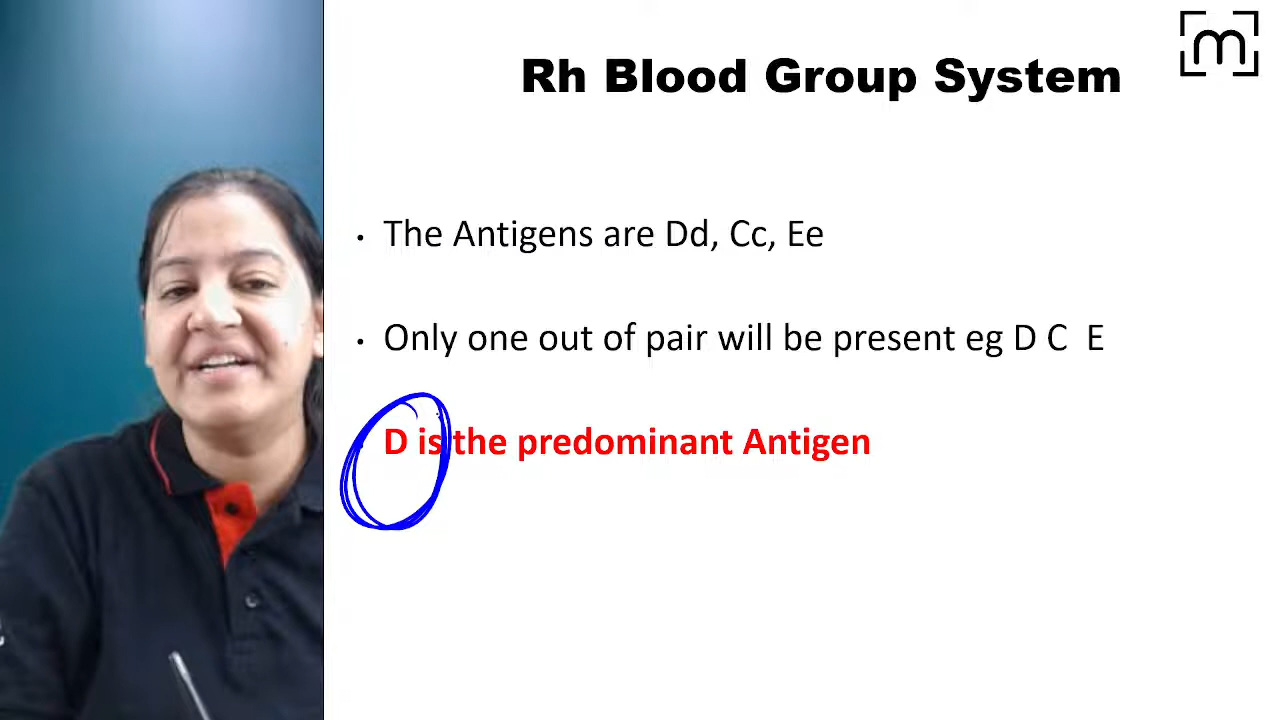 Rh Blood Group System
m
• The Antigens are Dd, Cc, Ee
• Only one out of pair will be present eg D C E
• D is the predominant Antigen